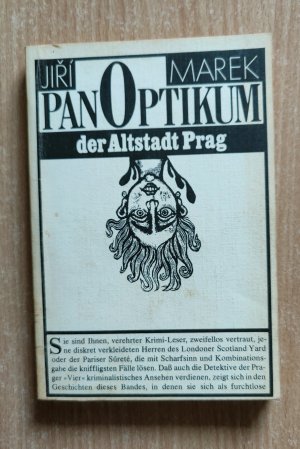 JIŘÍ MAREK
PANOPTIKUM
der Altstadt Prag
Sie sind Ihnen, verehrter Krimi-Leser, zweifellos vertraut, je-
ne diskret verkleideten Herren des Londoner Scotland Yard
oder der Pariser Sûreté, die mit Scharfsinn und Kombinations-
gabe die kniffligsten Fälle lösen. Daß auch die Detektive der Pra-
ger »Vier« kriminalistisches Ansehen verdienen, zeigt sich in den
Geschichten dieses Bandes, in denen sie sich als furchtlose